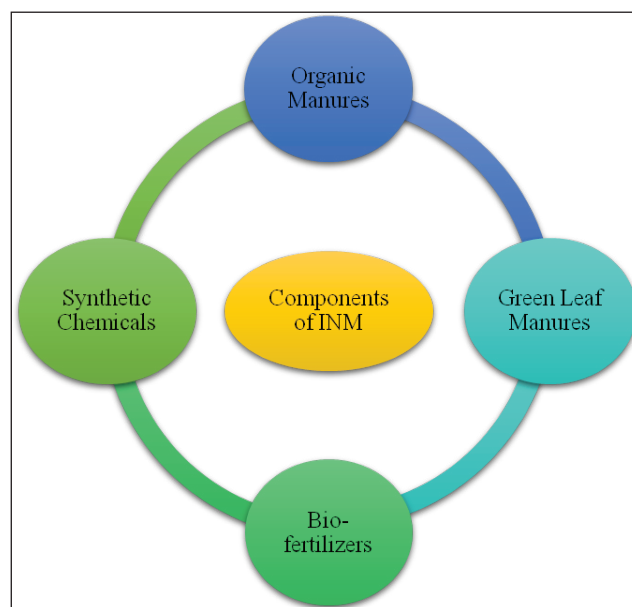 Organic
Manures
Synthetic
Chemicals
Components
of INM
Green Leaf
Manures
Bio-
fertilizers